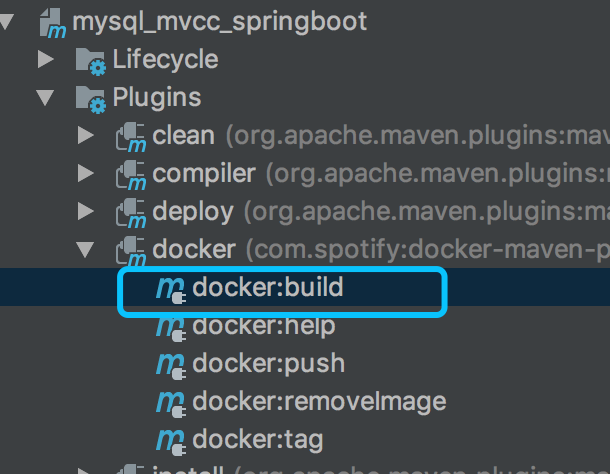 mysql_mvcc_springboot
Lifecycle
Plugins
clean (org.apache.maven.plugins:mav
compiler (org.apache.maven.plugins:
deploy (org.apache.maven.plugins:ma
docker (com.spotify:docker-maven-p
docker:build
docker:help
docker:push
docker:removeImage
docker:tag
install (org.apache.maven.plugins:ma